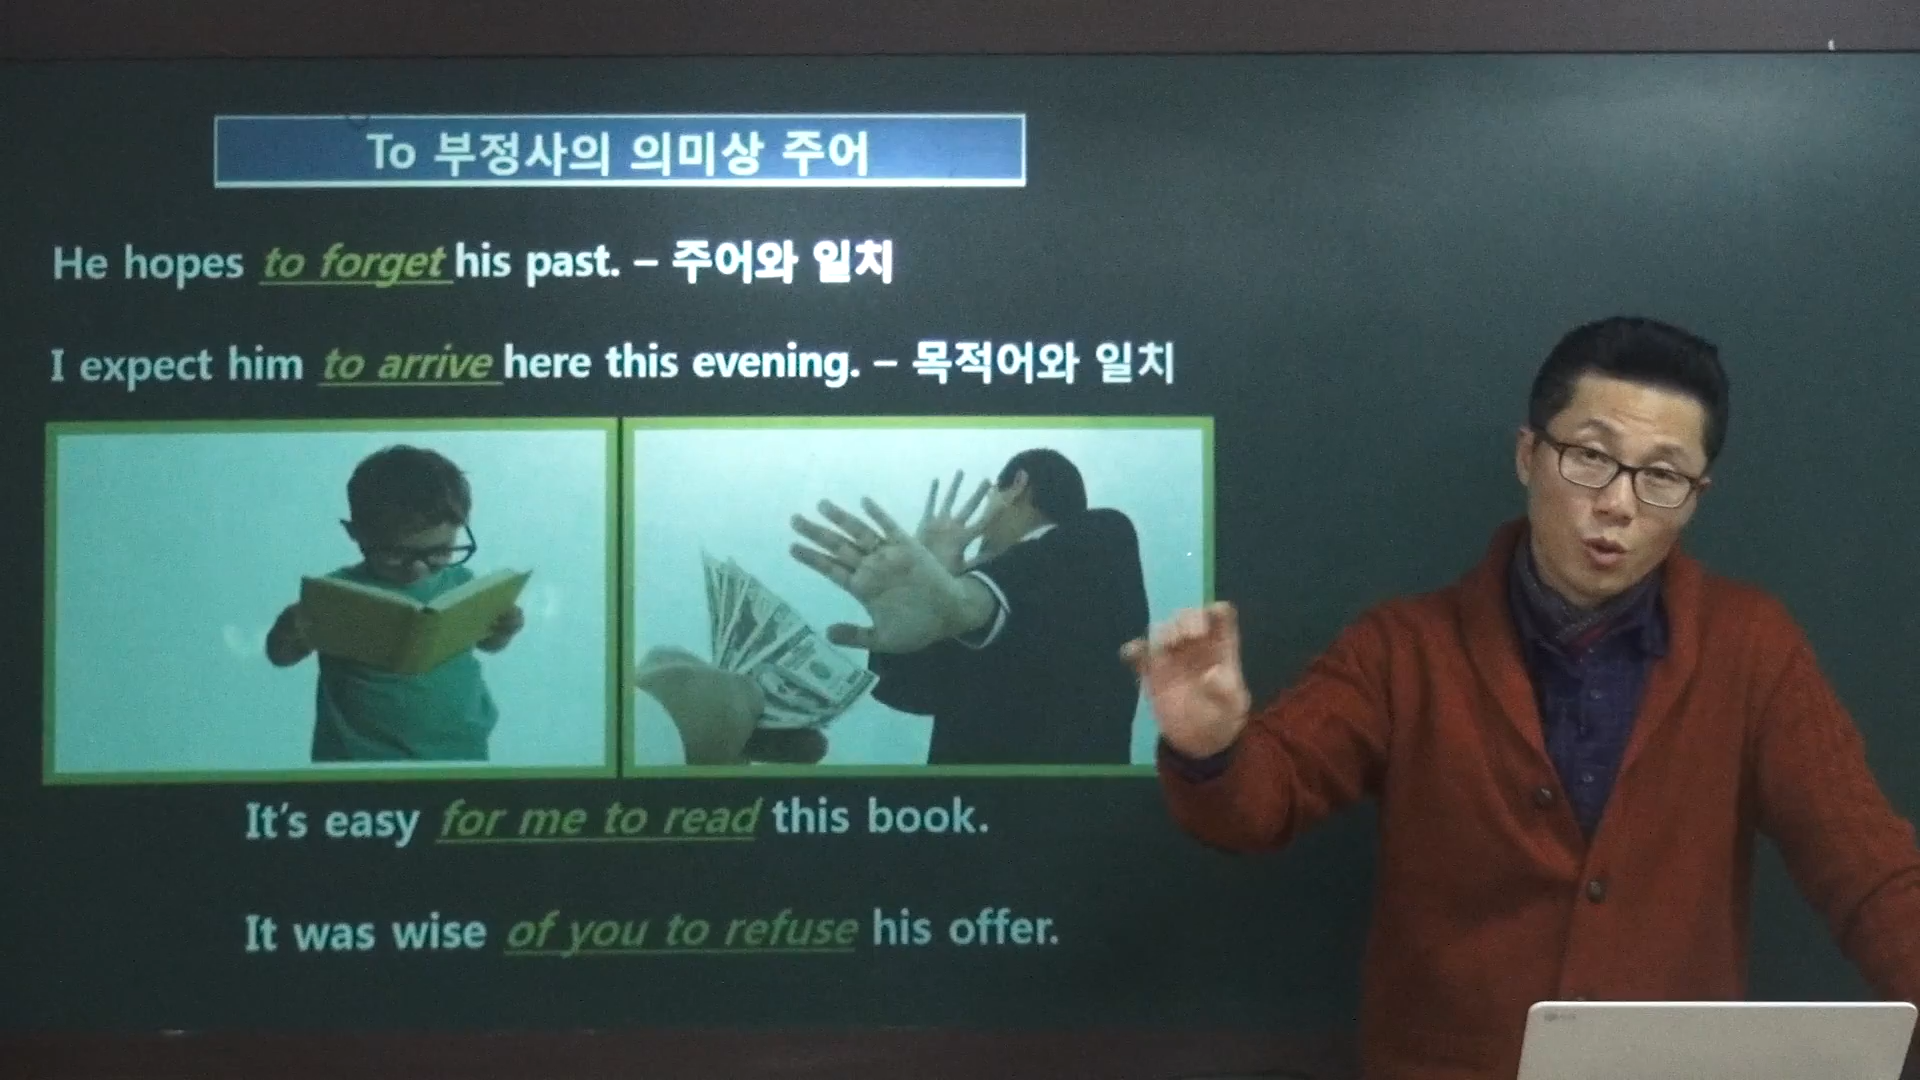 To 부정사의 의미상 주어
He hopes to forget his past. – 주어와 일치
I expect him to arrive here this evening. – 목적어와 일치
It's easy for me to read this book.
It was wise of you to refuse his offer.